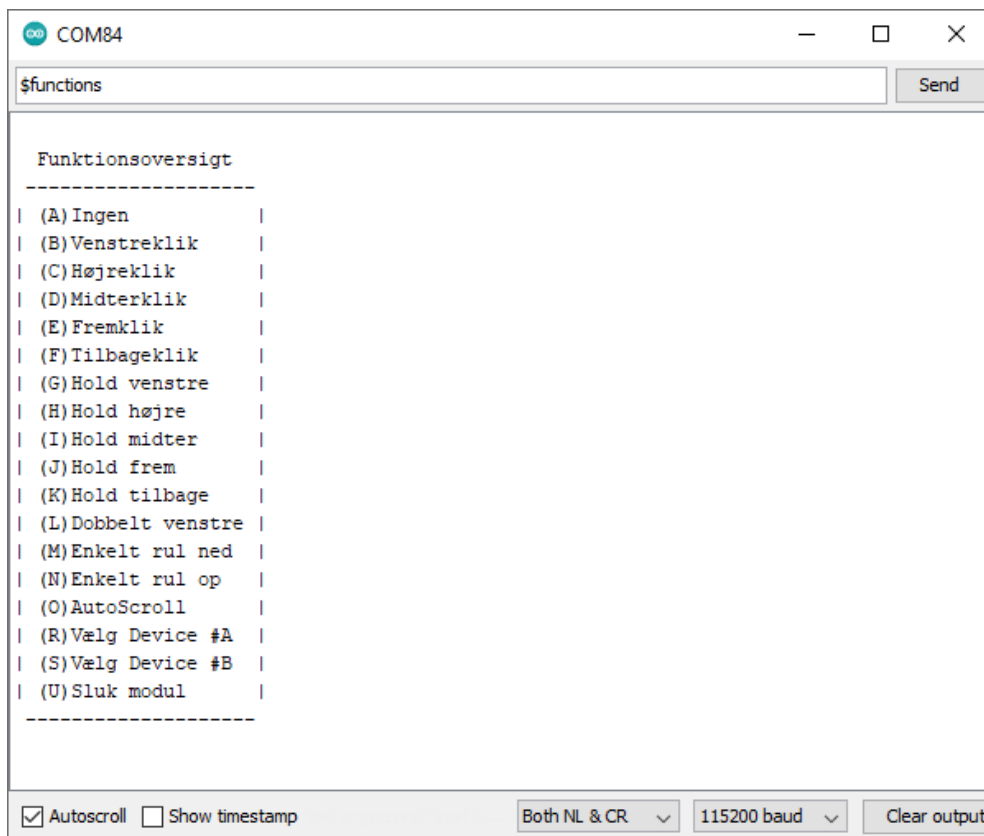 COM84
$functions Send
Funktionsoversigt
--------------------
| (A)Ingen |
| (B)Venstreklik |
| (C)Højreklik |
| (D)Midterklik |
| (E)Fremklik |
| (F)Tilbageklik |
| (G)Hold venstre |
| (H)Hold højre |
| (I)Hold midter |
| (J)Hold frem |
| (K)Hold tilbage |
| (L)Dobbelt venstre |
| (M)Enkelt rul ned |
| (N)Enkelt rul op |
| (O)AutoScroll |
| (R)Vælg Device #A |
| (S)Vælg Device #B |
| (U)Sluk modul |
--------------------
Autoscroll Show timestamp Both NL & CR 115200 baud Clear output